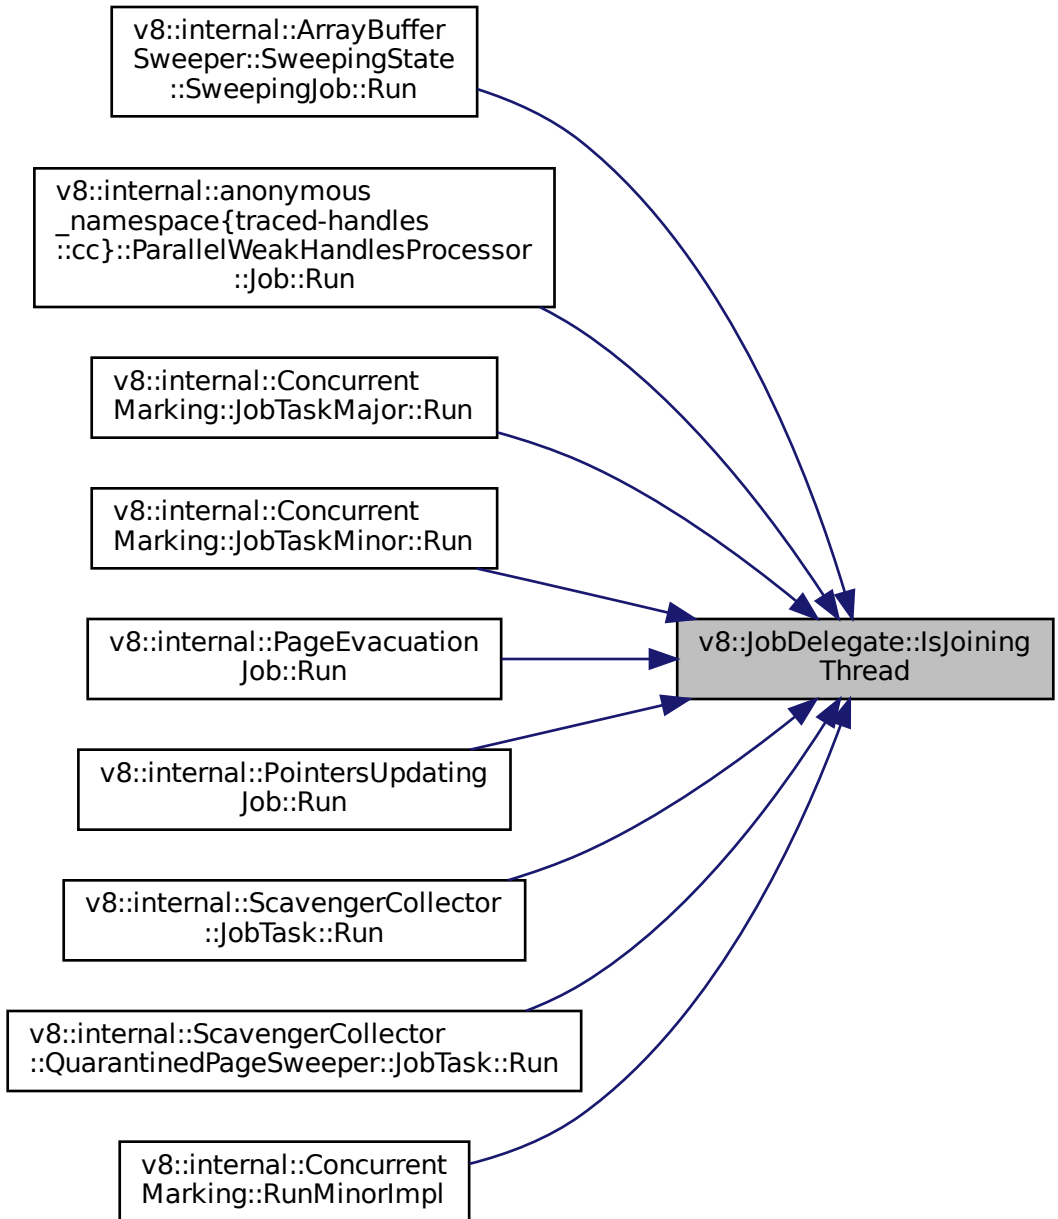 v8::internal::ArrayBuffer
Sweeper::SweepingState
::SweepingJob::Run
v8::internal::anonymous
_namespace{traced-handles
::cc}::ParallelWeakHandlesProcessor
::Job::Run
v8::internal::Concurrent
Marking::JobTaskMajor::Run
v8::internal::Concurrent
Marking::JobTaskMinor::Run
v8::internal::PageEvacuation
Job::Run
v8::JobDelegate::IsJoining
Thread
v8::internal::PointersUpdating
Job::Run
v8::internal::ScavengerCollector
::JobTask::Run
v8::internal::ScavengerCollector
::QuarantinedPageSweeper::JobTask::Run
v8::internal::Concurrent
Marking::RunMinorImpl